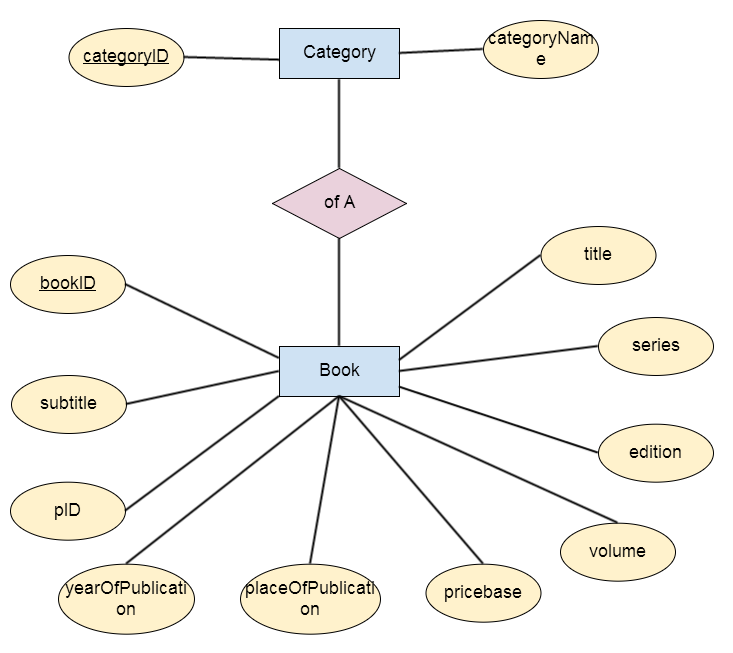 categoryID
Category
categoryNam
e
of A
title
bookID
series
Book
subtitle
edition
pID
volume
yearOfPublicati
on
placeOfPublicati
on
pricebase